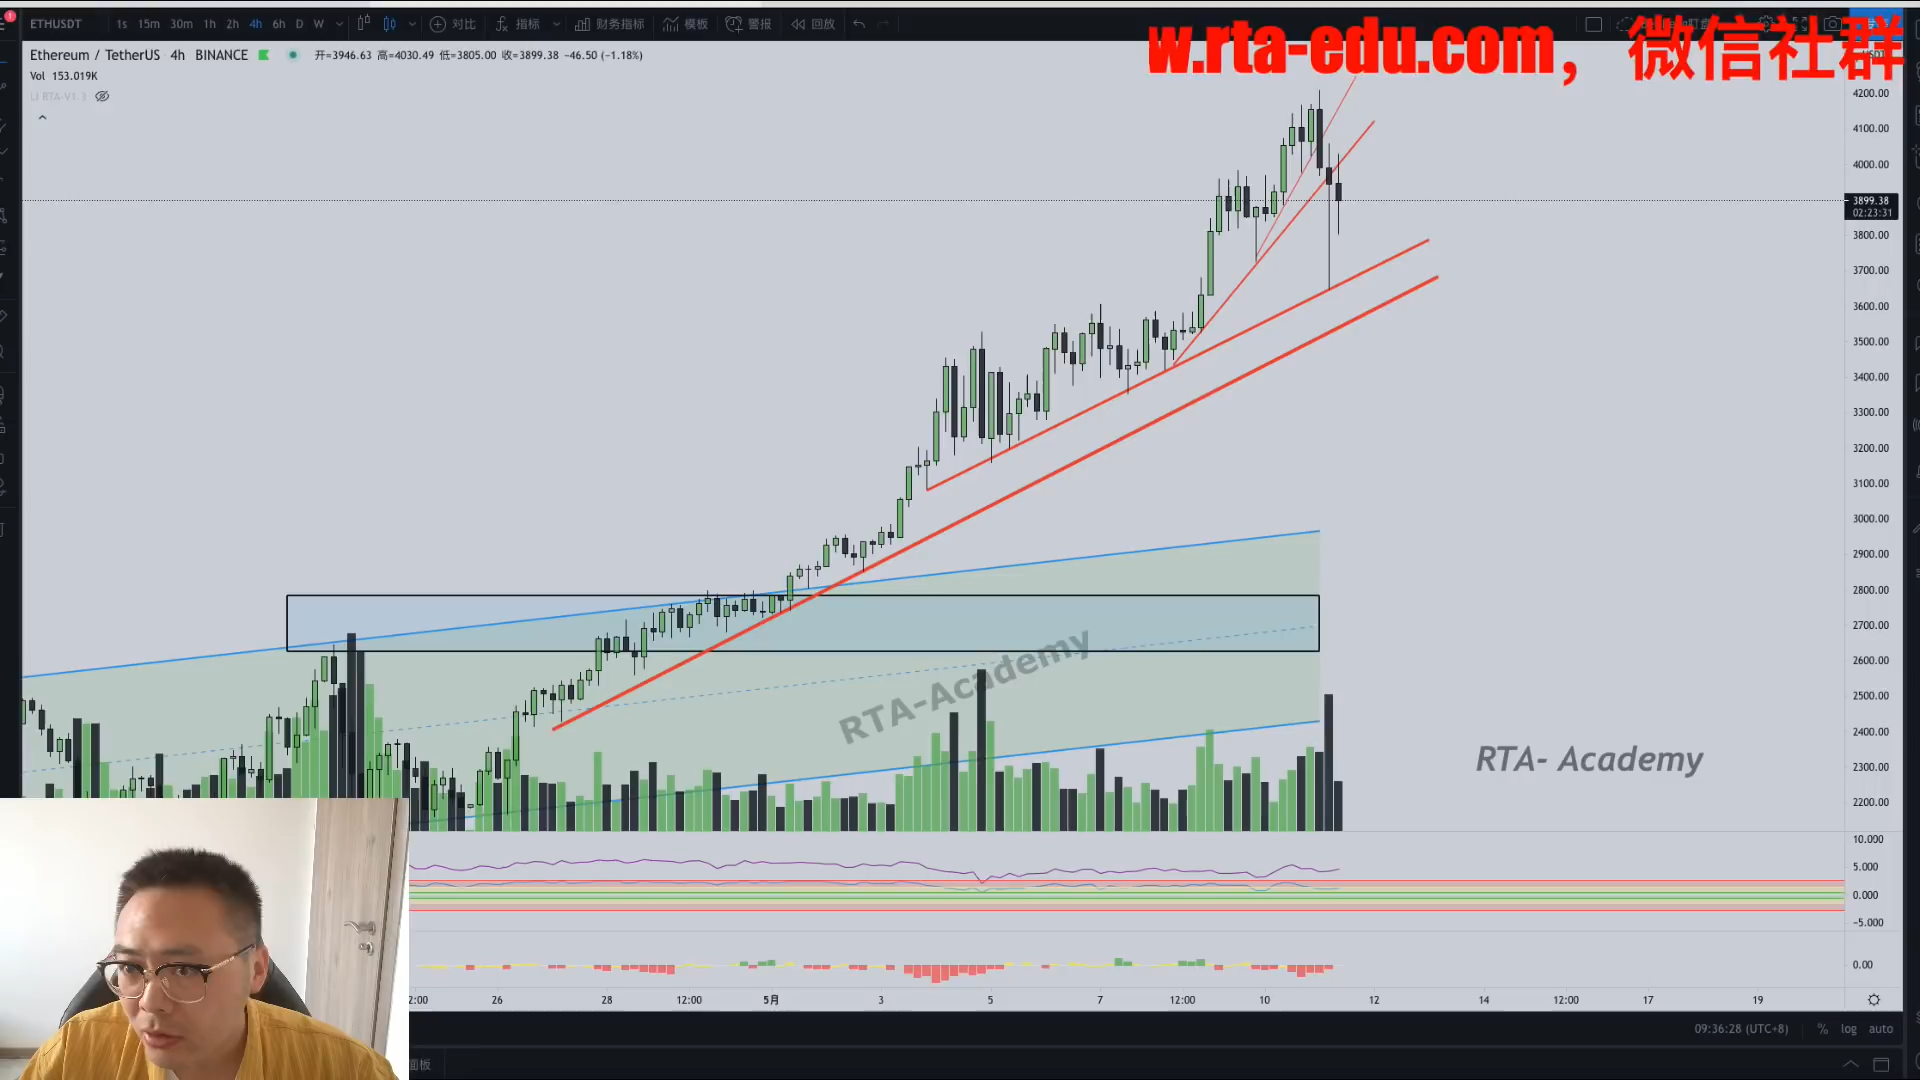 ETHUSDT 1s 15m 30m 1h 2h 4h 6h D W 对比 指标 财务指标 模板 警报 回放
w.rta-edu.com，微信社群
Ethereum / TetherUS 4h BINANCE 开=3946.63 高=4030.49 低=3805.00 收=3899.38 −46.50 (−1.18%)
Vol 153.019K
LI RTA-V1.3
4200.00
4100.00
4000.00
3899.38
02:23:31
3800.00
3700.00
3600.00
3500.00
3400.00
3300.00
3200.00
3100.00
3000.00
2900.00
2800.00
2700.00
2600.00
2500.00
2400.00
2300.00
2200.00
RTA-Academy
RTA- Academy
10.000
5.000
0.000
−5.000
0.00
2:00 26 28 12:00 5月 3 5 7 12:00 10 12 14 12:00 17 19
09:36:28 (UTC+8) % log auto
面板